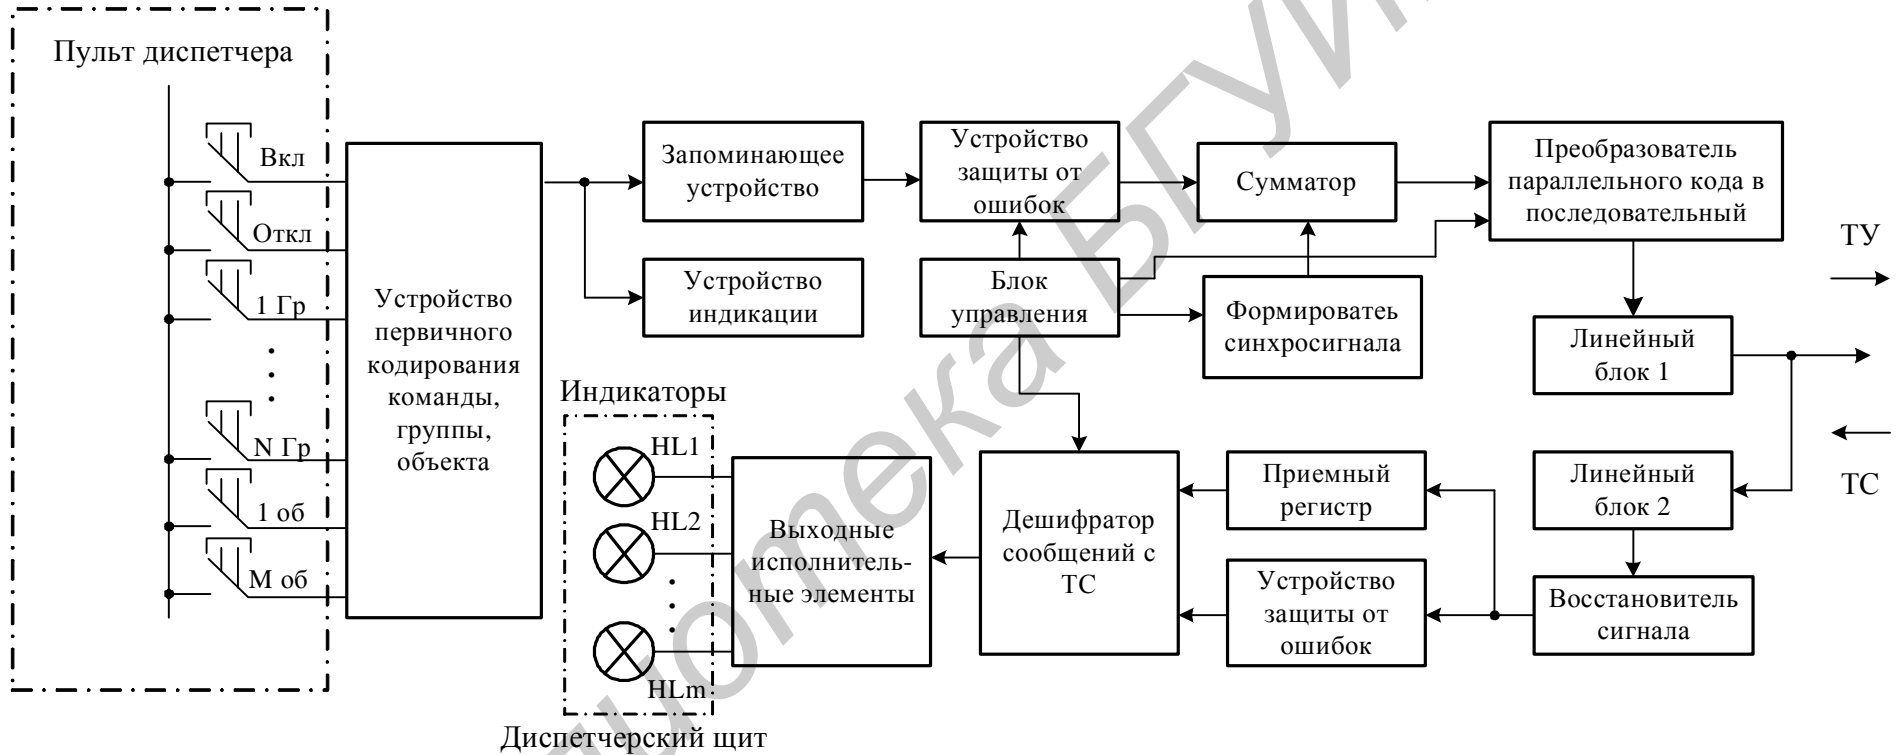 Пульт диспетчера
Вкл
Откл
1 Гр
N Гр
1 об
М об
Устройство
первичного
кодирования
команды,
группы,
объекта
Запоминающее
устройство
Устройство
индикации
Устройство
защиты от
ошибок
Блок
управления
Сумматор
Формироватеь
синхросигнала
Преобразователь
параллельного кода в
последовательный
ТУ
Линейный
блок 1
ТС
Линейный
блок 2
Восстановитель
сигнала
Приемный
регистр
Устройство
защиты от
ошибок
Дешифратор
сообщений с
ТС
Выходные
исполнитель-
ные элементы
Индикаторы
HL1
HL2
HLm
Диспетчерский щит